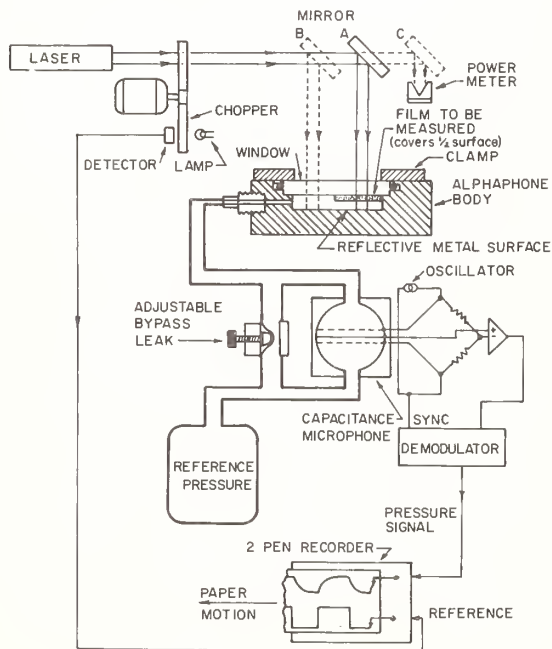 MIRROR
B
A
C
LASER
POWER
METER
CHOPPER
FILM TO BE
MEASURED
(covers ½ surface)
CLAMP
WINDOW
DETECTOR
LAMP
ALPHAPHONE
BODY
REFLECTIVE METAL SURFACE
OSCILLATOR
ADJUSTABLE
BYPASS
LEAK
+
CAPACITANCE
MICROPHONE
SYNC
DEMODULATOR
REFERENCE
PRESSURE
PRESSURE
SIGNAL
2 PEN RECORDER
PAPER
MOTION
REFERENCE